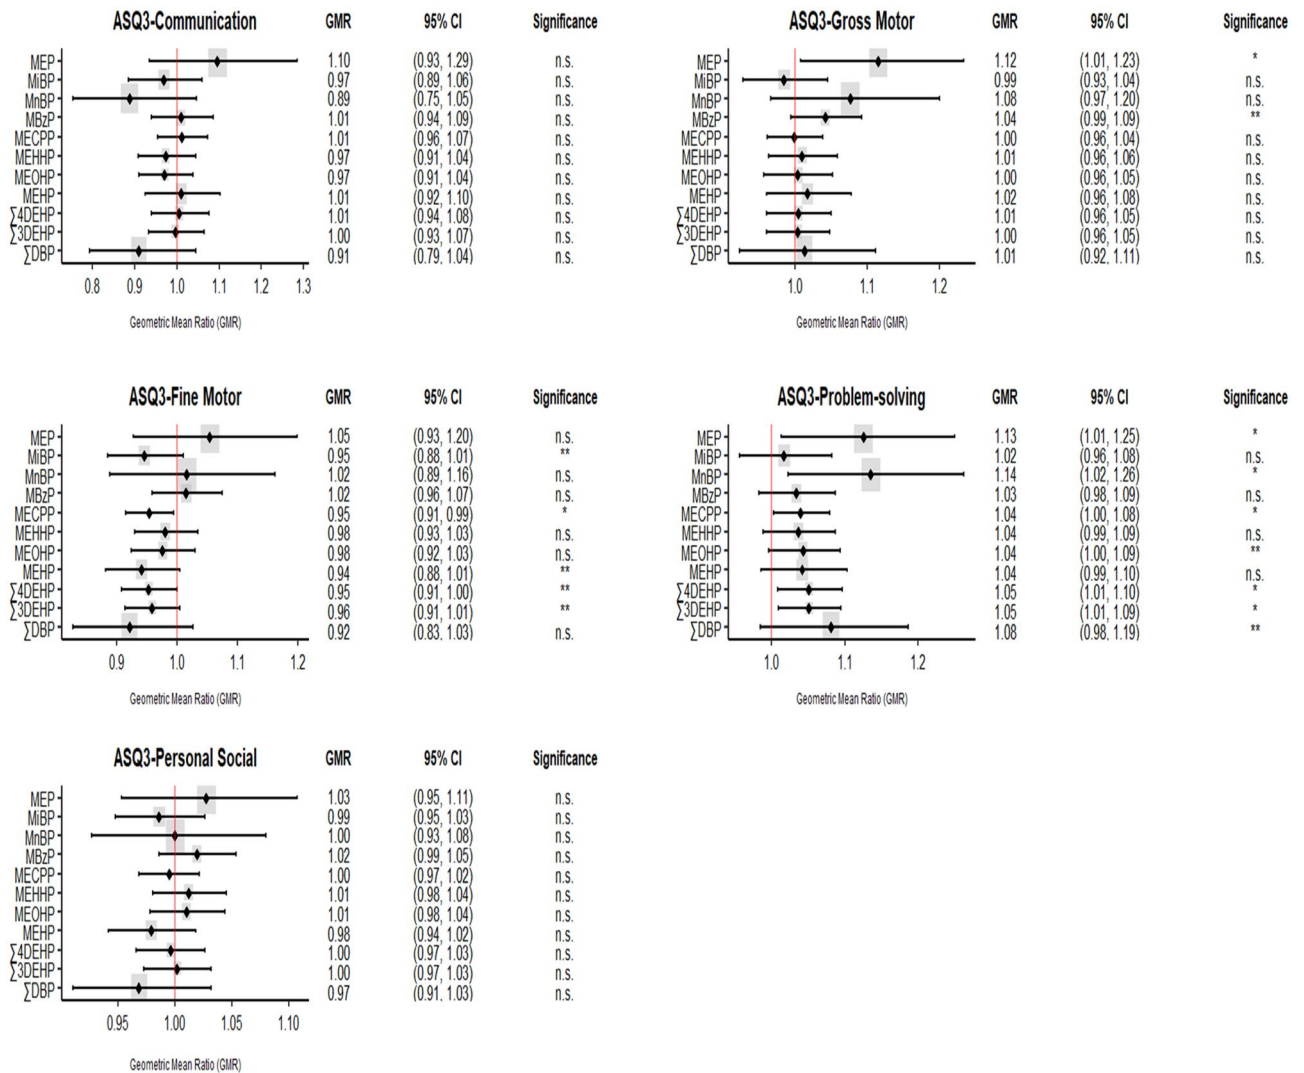 ASQ3-Communication GMR 95% CI Significance
MEP 1.10 (0.93, 1.29) n.s.
MiBP 0.97 (0.89, 1.06) n.s.
MnBP 0.89 (0.75, 1.05) n.s.
MBzP 1.01 (0.94, 1.09) n.s.
MECPP 1.01 (0.96, 1.07) n.s.
MEHHP 0.97 (0.91, 1.04) n.s.
MEOHP 0.97 (0.91, 1.04) n.s.
MEHP 1.01 (0.92, 1.10) n.s.
∑4DEHP 1.01 (0.94, 1.08) n.s.
∑3DEHP 1.00 (0.93, 1.07) n.s.
∑DBP 0.91 (0.79, 1.04) n.s.
0.8 0.9 1.0 1.1 1.2 1.3
Geometric Mean Ratio (GMR)
ASQ3-Gross Motor GMR 95% CI Significance
MEP 1.12 (1.01, 1.23) *
MiBP 0.99 (0.93, 1.04) n.s.
MnBP 1.08 (0.97, 1.20) n.s.
MBzP 1.04 (0.99, 1.09) **
MECPP 1.00 (0.96, 1.04) n.s.
MEHHP 1.01 (0.96, 1.06) n.s.
MEOHP 1.00 (0.96, 1.05) n.s.
MEHP 1.02 (0.96, 1.08) n.s.
∑4DEHP 1.01 (0.96, 1.05) n.s.
∑3DEHP 1.00 (0.96, 1.05) n.s.
∑DBP 1.01 (0.92, 1.11) n.s.
1.0 1.1 1.2
Geometric Mean Ratio (GMR)
ASQ3-Fine Motor GMR 95% CI Significance
MEP 1.05 (0.93, 1.20) n.s.
MiBP 0.95 (0.88, 1.01) **
MnBP 1.02 (0.89, 1.16) n.s.
MBzP 1.02 (0.96, 1.07) n.s.
MECPP 0.95 (0.91, 0.99) *
MEHHP 0.98 (0.93, 1.03) n.s.
MEOHP 0.98 (0.92, 1.03) n.s.
MEHP 0.94 (0.88, 1.01) **
∑4DEHP 0.95 (0.91, 1.00) **
∑3DEHP 0.96 (0.91, 1.01) **
∑DBP 0.92 (0.83, 1.03) n.s.
0.9 1.0 1.1 1.2
Geometric Mean Ratio (GMR)
ASQ3-Problem-solving GMR 95% CI Significance
MEP 1.13 (1.01, 1.25) *
MiBP 1.02 (0.96, 1.08) n.s.
MnBP 1.14 (1.02, 1.26) *
MBzP 1.03 (0.98, 1.09) n.s.
MECPP 1.04 (1.00, 1.08) *
MEHHP 1.04 (0.99, 1.09) n.s.
MEOHP 1.04 (1.00, 1.09) **
MEHP 1.04 (0.99, 1.10) n.s.
∑4DEHP 1.05 (1.01, 1.10) *
∑3DEHP 1.05 (1.01, 1.09) *
∑DBP 1.08 (0.98, 1.19) **
1.0 1.1 1.2
Geometric Mean Ratio (GMR)
ASQ3-Personal Social GMR 95% CI Significance
MEP 1.03 (0.95, 1.11) n.s.
MiBP 0.99 (0.95, 1.03) n.s.
MnBP 1.00 (0.93, 1.08) n.s.
MBzP 1.02 (0.99, 1.05) n.s.
MECPP 1.00 (0.97, 1.02) n.s.
MEHHP 1.01 (0.98, 1.04) n.s.
MEOHP 1.01 (0.98, 1.04) n.s.
MEHP 0.98 (0.94, 1.02) n.s.
∑4DEHP 1.00 (0.97, 1.03) n.s.
∑3DEHP 1.00 (0.97, 1.03) n.s.
∑DBP 0.97 (0.91, 1.03) n.s.
0.95 1.00 1.05 1.10
Geometric Mean Ratio (GMR)